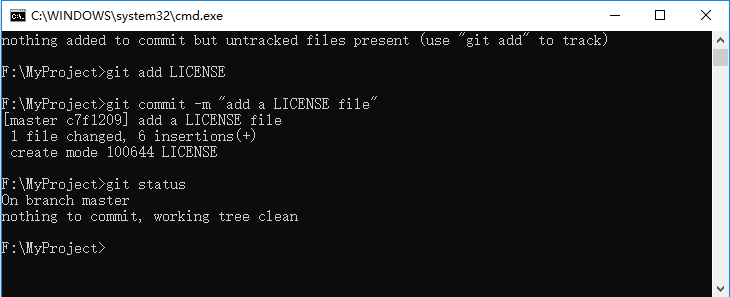 C:\WINDOWS\system32\cmd.exe
nothing added to commit but untracked files present (use "git add" to track)
F:\MyProject>git add LICENSE
F:\MyProject>git commit -m "add a LICENSE file"
[master c7f1209] add a LICENSE file
1 file changed, 6 insertions(+)
create mode 100644 LICENSE
F:\MyProject>git status
On branch master
nothing to commit, working tree clean
F:\MyProject>